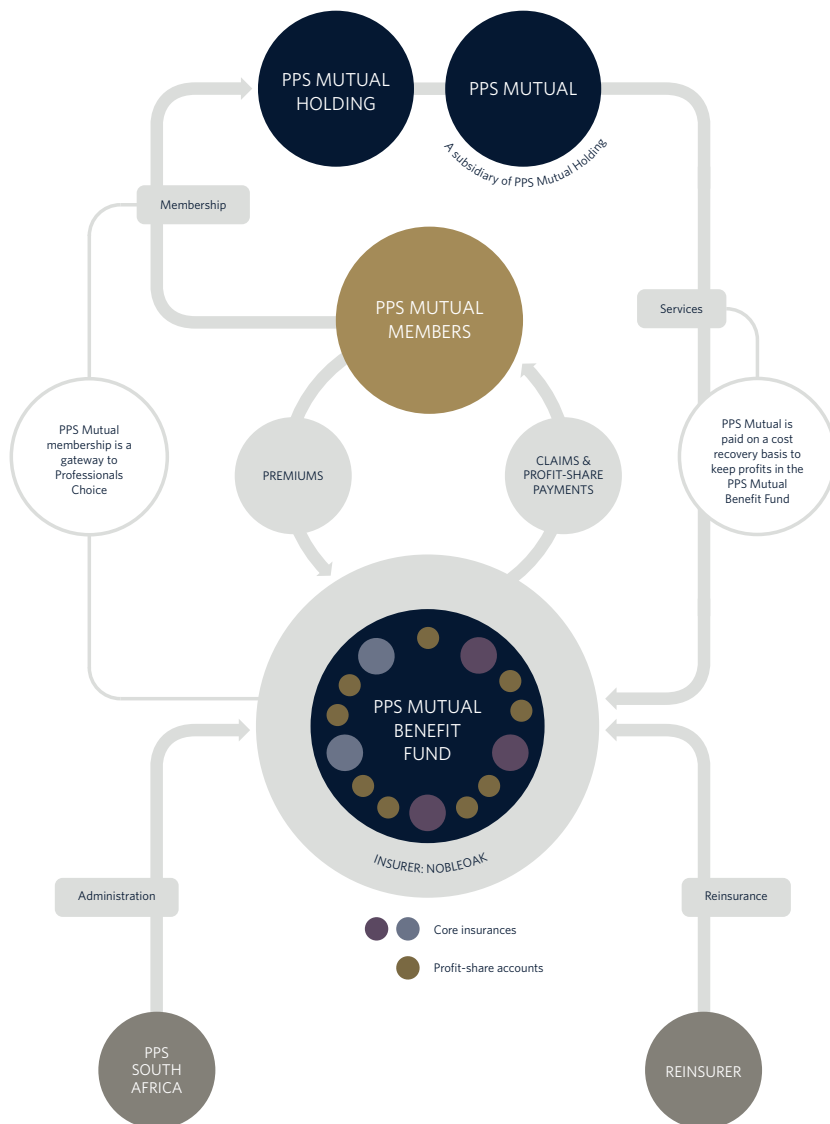 PPS MUTUAL
HOLDING
PPS MUTUAL
A subsidiary of PPS Mutual Holding
Membership
PPS MUTUAL
MEMBERS
Services
PPS Mutual
membership is a
gateway to
Professionals
Choice
PREMIUMS
CLAIMS &
PROFIT-SHARE
PAYMENTS
PPS Mutual is
paid on a cost
recovery basis to
keep profits in the
PPS Mutual
Benefit Fund
PPS MUTUAL
BENEFIT
FUND
INSURER: NOBLEOAK
Administration
Reinsurance
Core insurances
Profit-share accounts
PPS
SOUTH
AFRICA
REINSURER